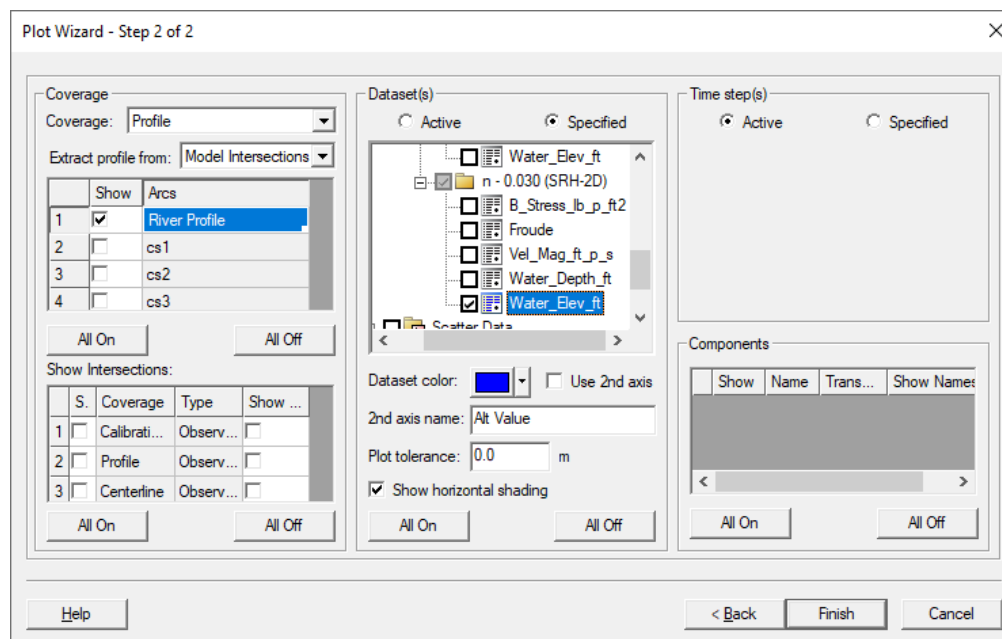 Plot Wizard - Step 2 of 2
Coverage
Coverage: Profile
Extract profile from: Model Intersections
Show Arcs
1 River Profile
2 cs1
3 cs2
4 cs3
All On All Off
Show Intersections:
S. Coverage Type Show ...
1 Calibrati... Observ...
2 Profile Observ...
3 Centerline Observ...
All On All Off
Dataset(s)
Active Specified
Water_Elev_ft
n - 0.030 (SRH-2D)
B_Stress_lb_p_ft2
Froude
Vel_Mag_ft_p_s
Water_Depth_ft
Water_Elev_ft
Scatter Data
Dataset color: Use 2nd axis
2nd axis name: Alt Value
Plot tolerance: 0.0 m
Show horizontal shading
All On All Off
Time step(s)
Active Specified
Components
Show Name Trans... Show Names
All On All Off
Help < Back Finish Cancel